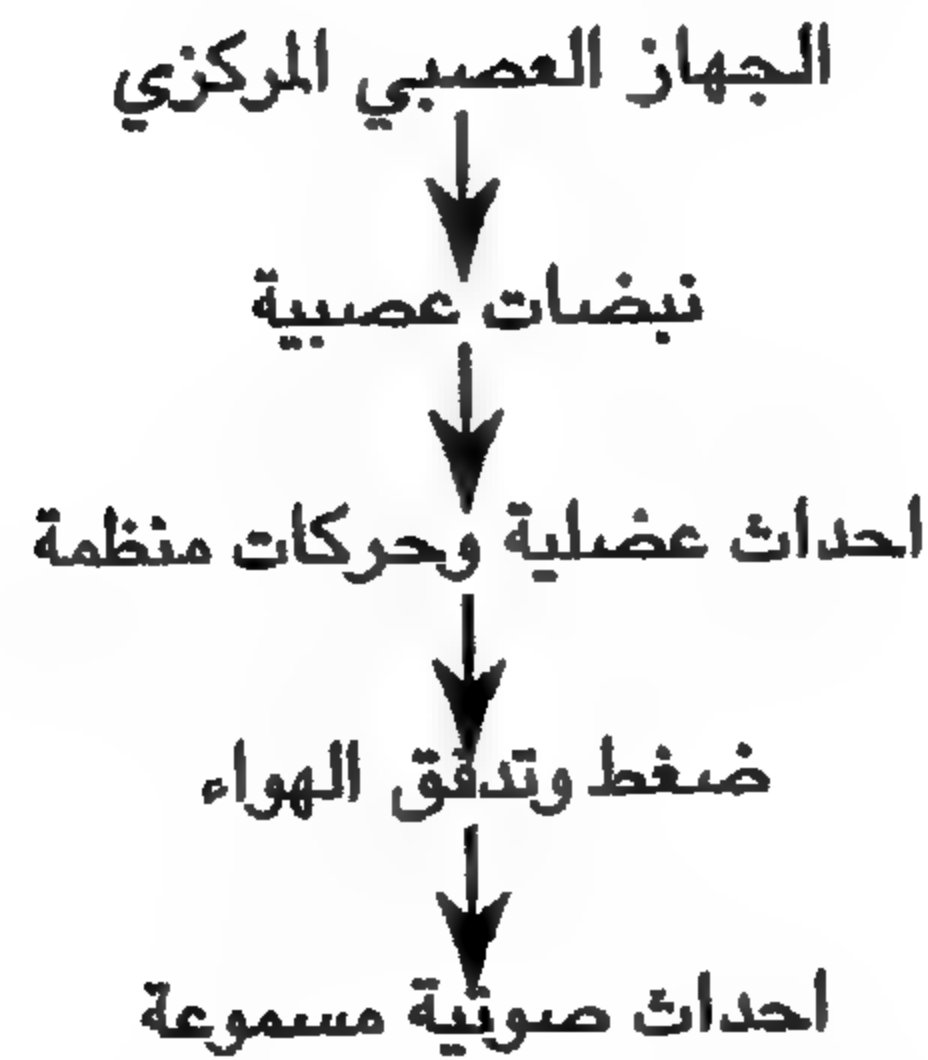 الجهاز العصبي المركزي
نبضات عصبية
احداث عضلية وحركات منظمة
ضغط وتدفق الهواء
احداث صوتية مسموعة